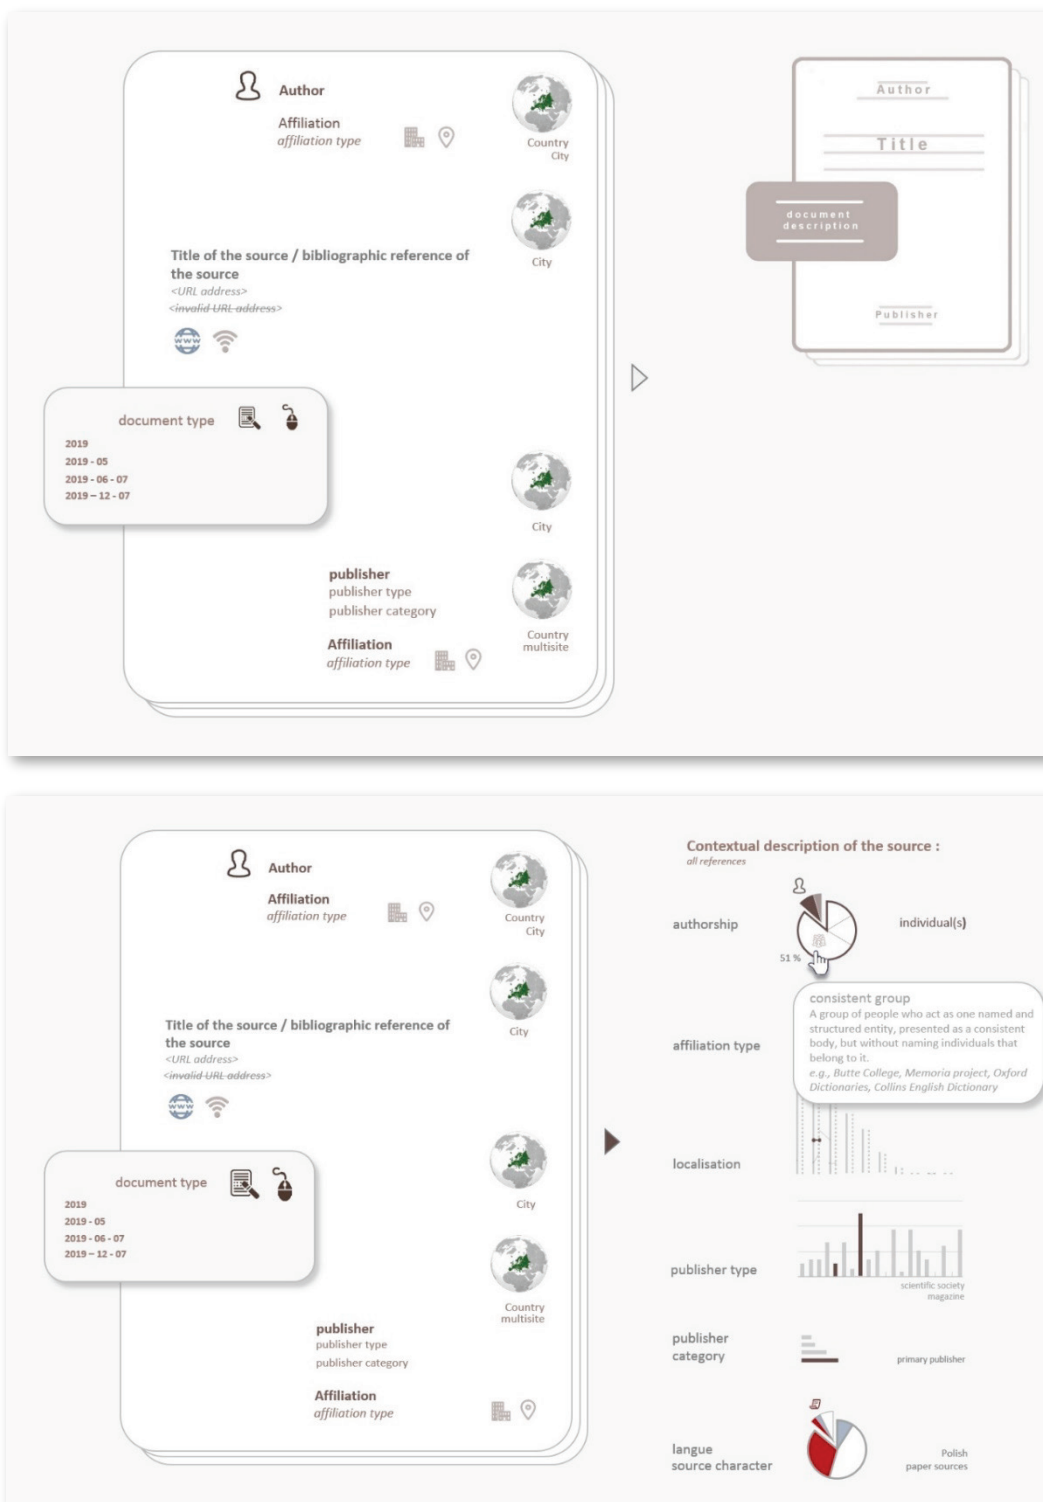 Author
Affiliation
affiliation type
Country
City
City
Title of the source / bibliographic reference of
the source
<URL address>
<invalid URL address>
www
document type
2019
2019 - 05
2019 - 06 - 07
2019 – 12 - 07
City
publisher
publisher type
publisher category
Country
multisite
Affiliation
affiliation type
Author
Title
document
description
Publisher
Author
Affiliation
affiliation type
Country
City
City
Title of the source / bibliographic reference of
the source
<URL address>
<invalid URL address>
www
document type
2019
2019 - 05
2019 - 06 - 07
2019 – 12 - 07
City
Country
multisite
publisher
publisher type
publisher category
Affiliation
affiliation type
Contextual description of the source :
all references
authorship
individual(s)
51 %
consistent group
A group of people who act as one named and
structured entity, presented as a consistent
body, but without naming individuals that
belong to it.
e.g., Butte College, Memoria project, Oxford
Dictionaries, Collins English Dictionary
affiliation type
localisation
publisher type
scientific society
magazine
publisher
category
primary publisher
langue
source character
Polish
paper sources